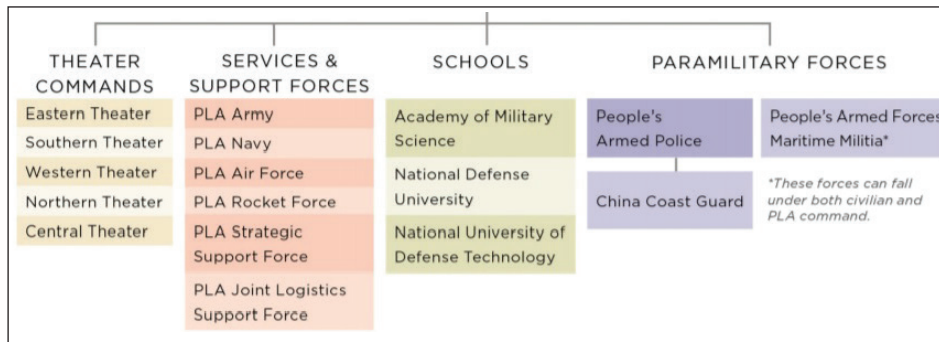 THEATER
COMMANDS
Eastern Theater
Southern Theater
Western Theater
Northern Theater
Central Theater
SERVICES &
SUPPORT FORCES
PLA Army
PLA Navy
PLA Air Force
PLA Rocket Force
PLA Strategic
Support Force
PLA Joint Logistics
Support Force
SCHOOLS
Academy of Military
Science
National Defense
University
National University of
Defense Technology
PARAMILITARY FORCES
People's
Armed Police
China Coast Guard
People's Armed Forces
Maritime Militia*
*These forces can fall
under both civilian and
PLA command.